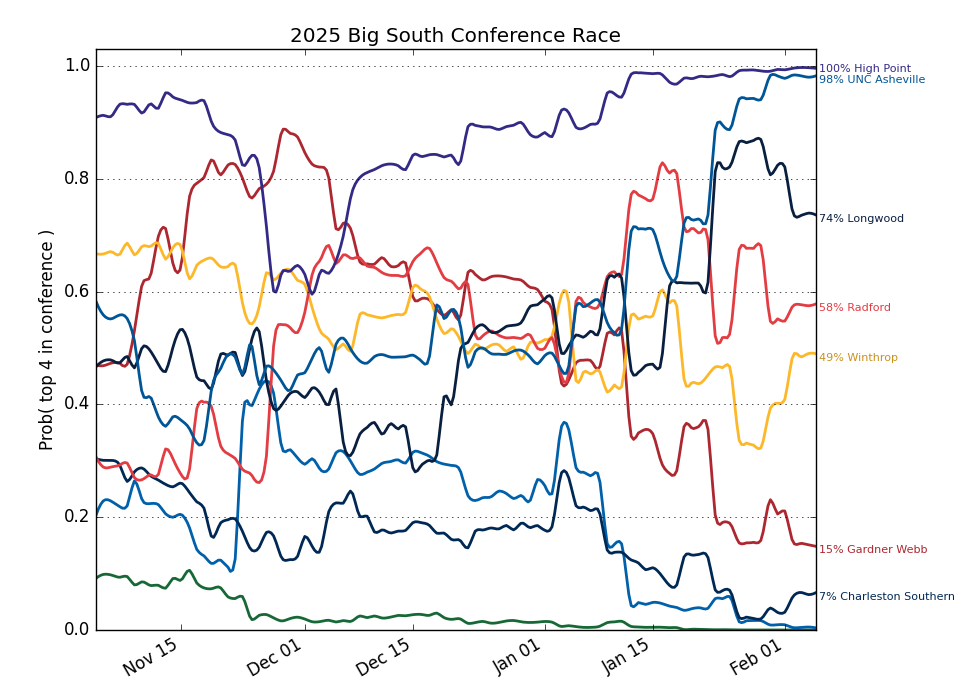 2025 Big South Conference Race
Prob( top 4 in conference )
1.0
0.8
0.6
0.4
0.2
0.0
100% High Point
98% UNC Asheville
74% Longwood
58% Radford
49% Winthrop
15% Gardner Webb
7% Charleston Southern
Nov 15
Dec 01
Dec 15
Jan 01
Jan 15
Feb 01